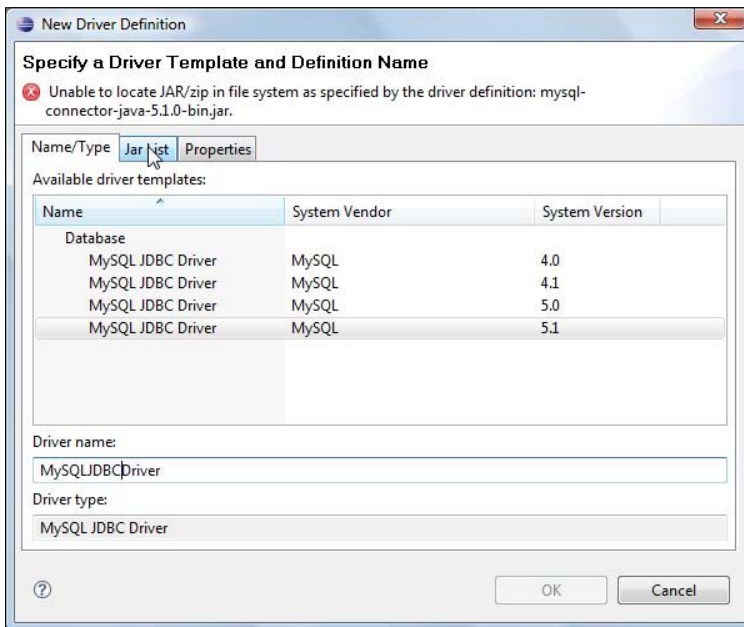 New Driver Definition
Specify a Driver Template and Definition Name
Unable to locate JAR/zip in file system as specified by the driver definition: mysql-
connector-java-5.1.0-bin.jar.
Name/Type Jar List Properties
Available driver templates:
Name System Vendor System Version
Database
MySQL JDBC Driver MySQL 4.0
MySQL JDBC Driver MySQL 4.1
MySQL JDBC Driver MySQL 5.0
MySQL JDBC Driver MySQL 5.1
Driver name:
MySQLJDBCDriver
Driver type:
MySQL JDBC Driver
? OK Cancel